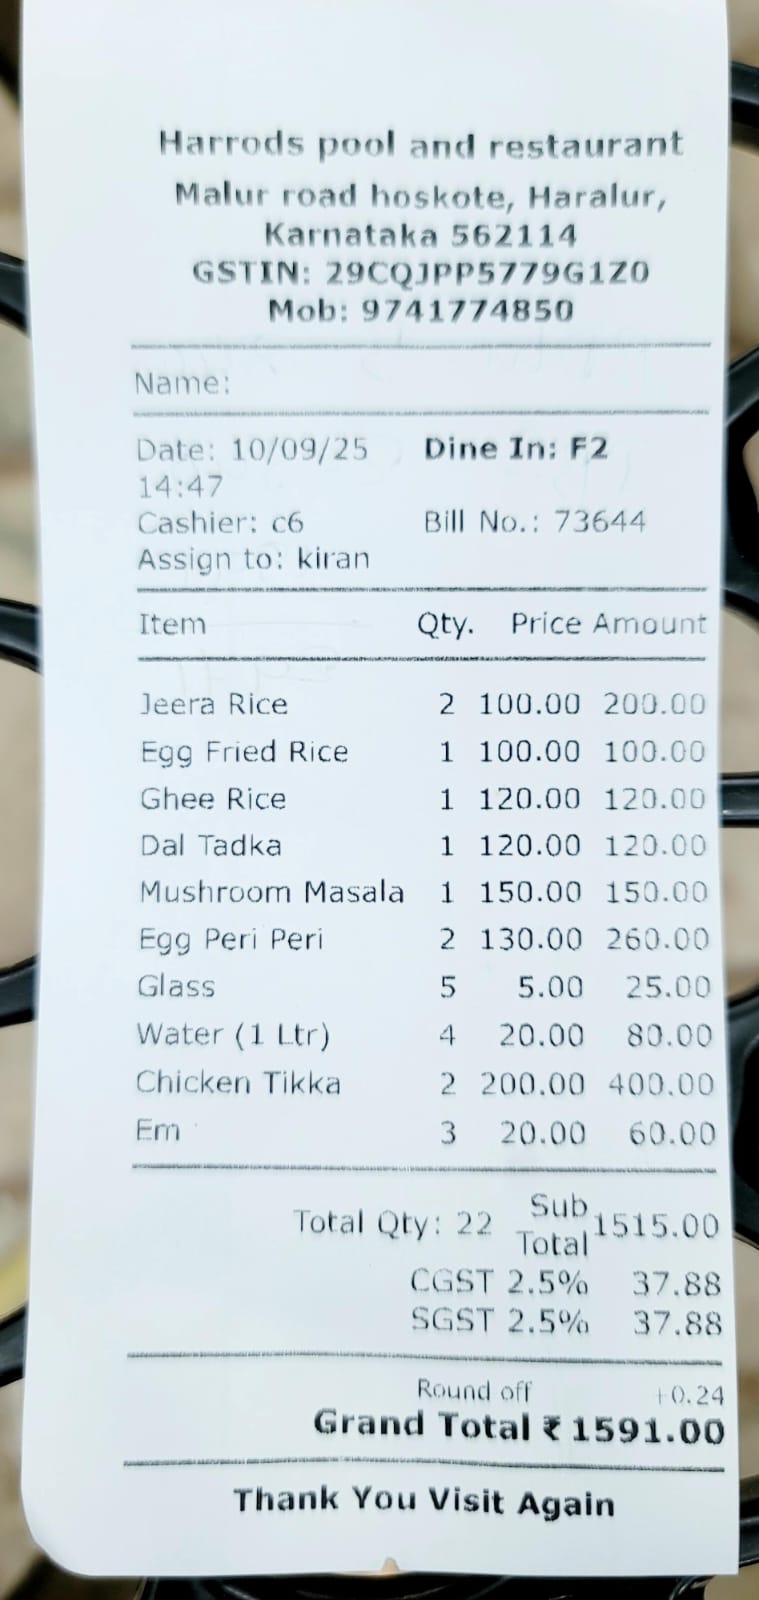 Harrods pool and restaurant
Malur road hoskote, Haralur,
Karnataka 562114
GSTIN: 29CQJPP5779G1Z0
Mob: 9741774850
Name:
Date: 10/09/25 Dine In: F2
14:47
Cashier: c6 Bill No.: 73644
Assign to: kiran
Item Qty. Price Amount
Jeera Rice 2 100.00 200.00
Egg Fried Rice 1 100.00 100.00
Ghee Rice 1 120.00 120.00
Dal Tadka 1 120.00 120.00
Mushroom Masala 1 150.00 150.00
Egg Peri Peri 2 130.00 260.00
Glass 5 5.00 25.00
Water (1 Ltr) 4 20.00 80.00
Chicken Tikka 2 200.00 400.00
Em 3 20.00 60.00
Total Qty: 22 Sub Total 1515.00
CGST 2.5% 37.88
SGST 2.5% 37.88
Round off +0.24
Grand Total ₹ 1591.00
Thank You Visit Again